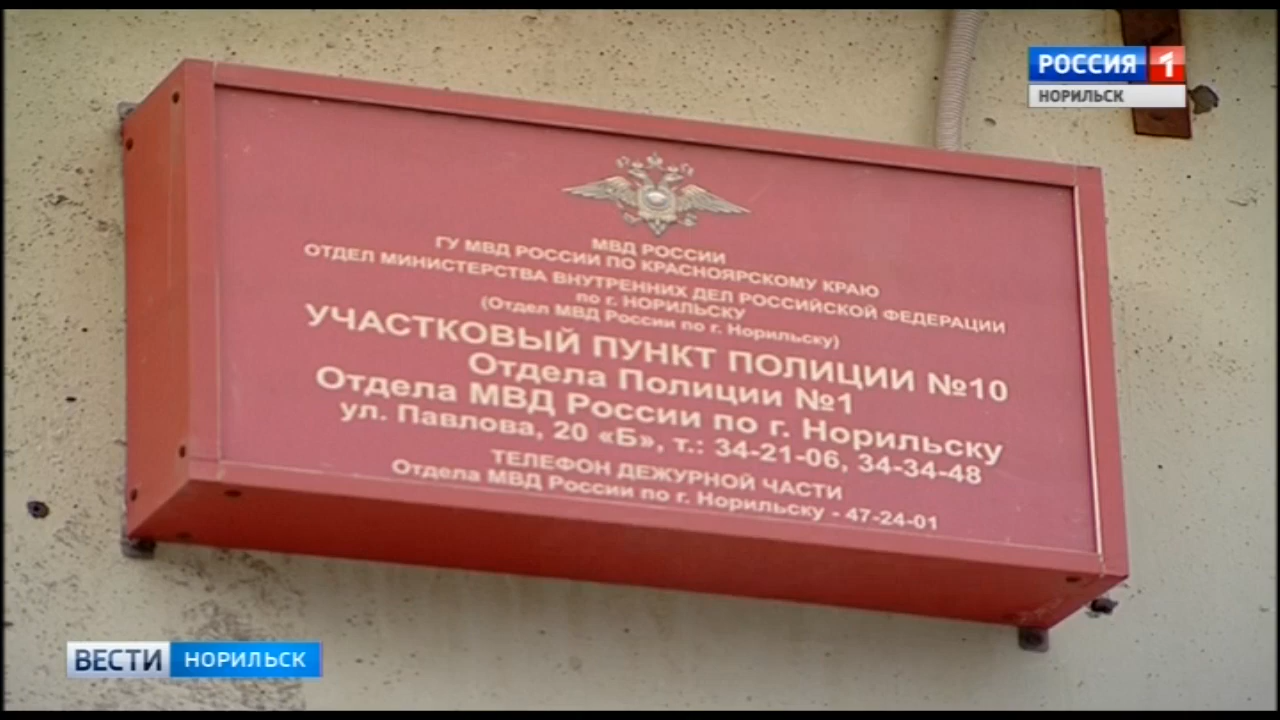 РОССИЯ 1
НОРИЛЬСК
МВД РОССИИ
ГУ МВД РОССИИ ПО КРАСНОЯРСКОМУ КРАЮ
ОТДЕЛ МИНИСТЕРСТВА ВНУТРЕННИХ ДЕЛ РОССИЙСКОЙ ФЕДЕРАЦИИ
по г. НОРИЛЬСКУ
(Отдел МВД России по г. Норильску)
УЧАСТКОВЫЙ ПУНКТ ПОЛИЦИИ №10
Отдела Полиции №1
Отдела МВД России по г. Норильску
ул. Павлова, 20 «Б», т.: 34-21-06, 34-34-48
ТЕЛЕФОН ДЕЖУРНОЙ ЧАСТИ
Отдела МВД России по г. Норильску - 47-24-01
ВЕСТИ НОРИЛЬСК